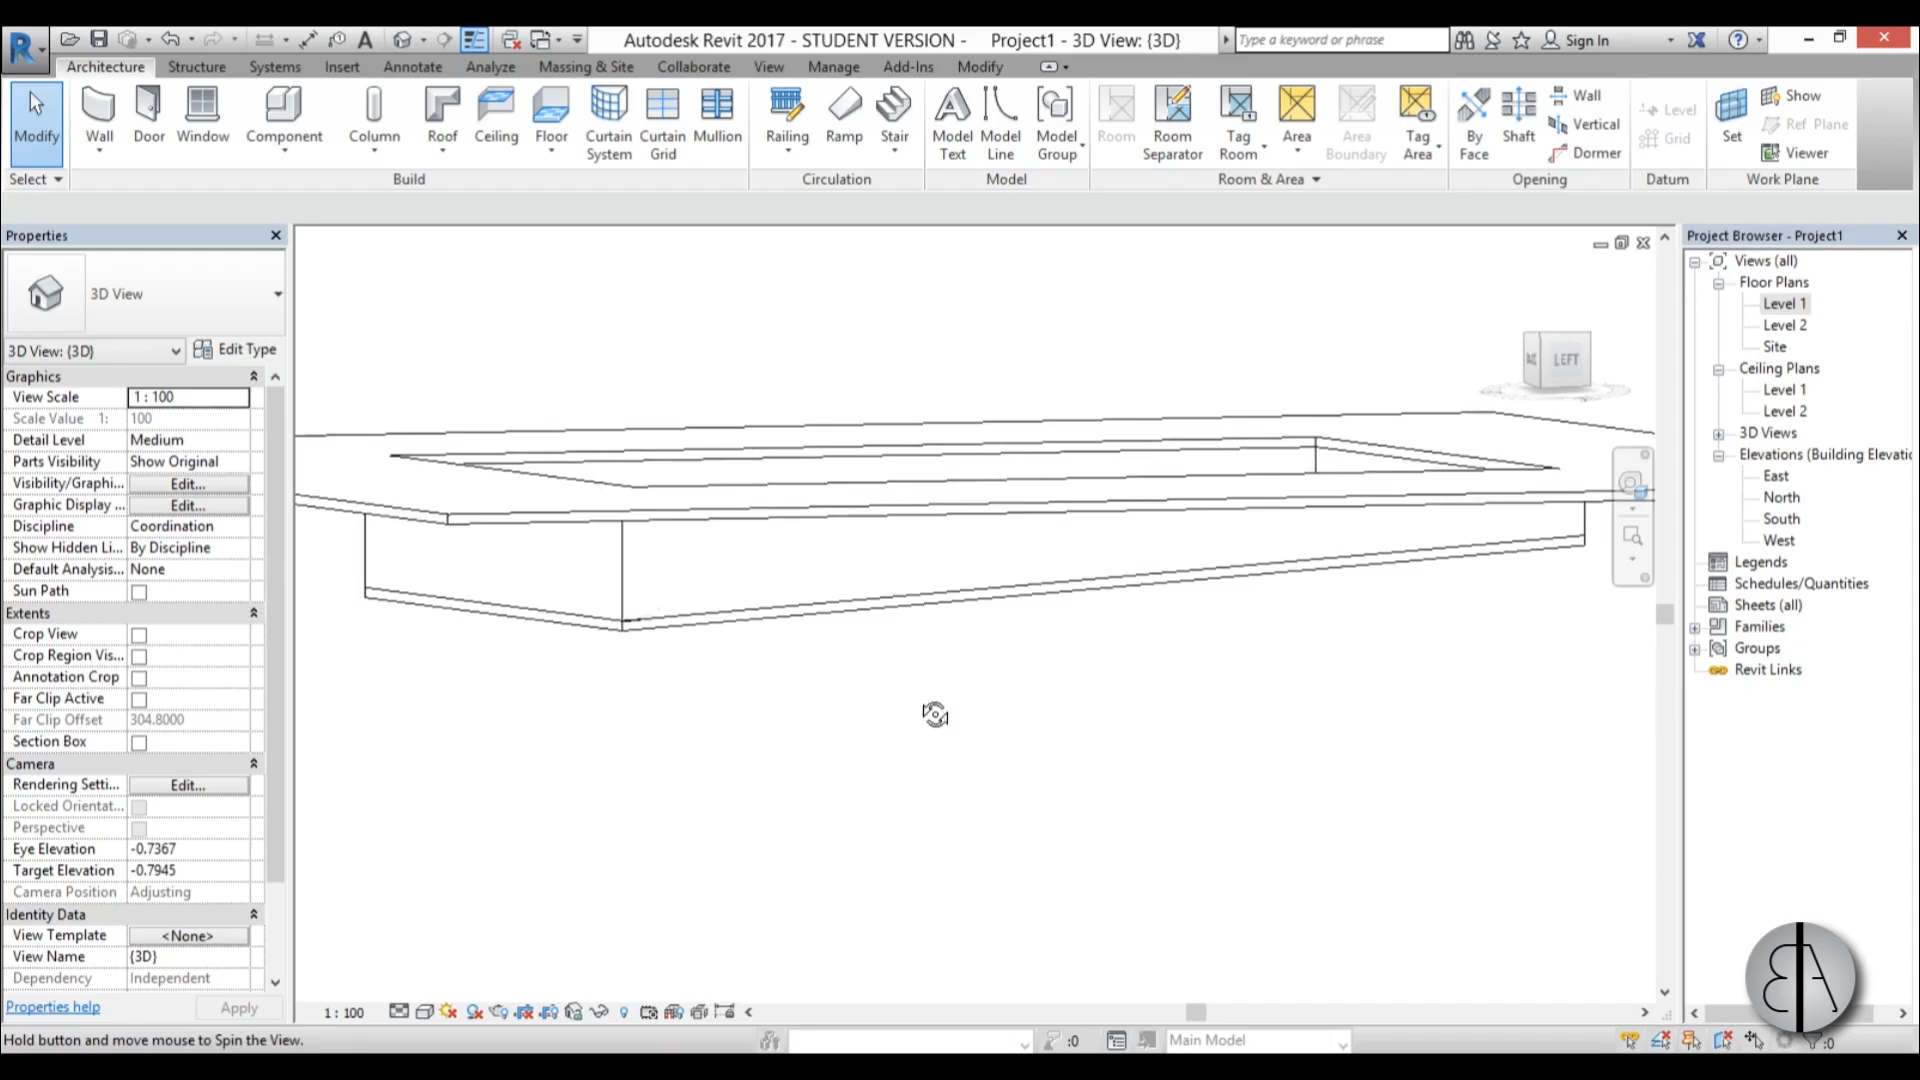 Autodesk Revit 2017 - STUDENT VERSION - Project1 - 3D View: {3D}
Type a keyword or phrase
Sign In
Architecture Structure Systems Insert Annotate Analyze Massing & Site Collaborate View Manage Add-Ins Modify
Modify
Wall
Door
Window
Component
Column
Roof
Ceiling
Floor
Curtain System
Curtain Grid
Mullion
Railing
Ramp
Stair
Model Text
Model Line
Model Group
Room
Room Separator
Tag Room
Area
Area Boundary
Tag Area
By Face
Shaft
Wall
Vertical
Dormer
Level
Grid
Set
Show
Ref Plane
Viewer
Select Build Circulation Model Room & Area Opening Datum Work Plane
Properties
3D View
3D View: {3D} Edit Type
Graphics
View Scale 1 : 100
Scale Value 1: 100
Detail Level Medium
Parts Visibility Show Original
Visibility/Graphi... Edit...
Graphic Display ... Edit...
Discipline Coordination
Show Hidden Li... By Discipline
Default Analysis... None
Sun Path
Extents
Crop View
Crop Region Vis...
Annotation Crop
Far Clip Active
Far Clip Offset 304.8000
Section Box
Camera
Rendering Setti... Edit...
Locked Orientat...
Perspective
Eye Elevation -0.7367
Target Elevation -0.7945
Camera Position Adjusting
Identity Data
View Template <None>
View Name {3D}
Dependency Independent
Properties help Apply
LEFT
Project Browser - Project1
Views (all)
Floor Plans
Level 1
Level 2
Site
Ceiling Plans
Level 1
Level 2
3D Views
Elevations (Building Elevatio
East
North
South
West
Legends
Schedules/Quantities
Sheets (all)
Families
Groups
Revit Links
1 : 100
Hold button and move mouse to Spin the View.
:0
Main Model
:0